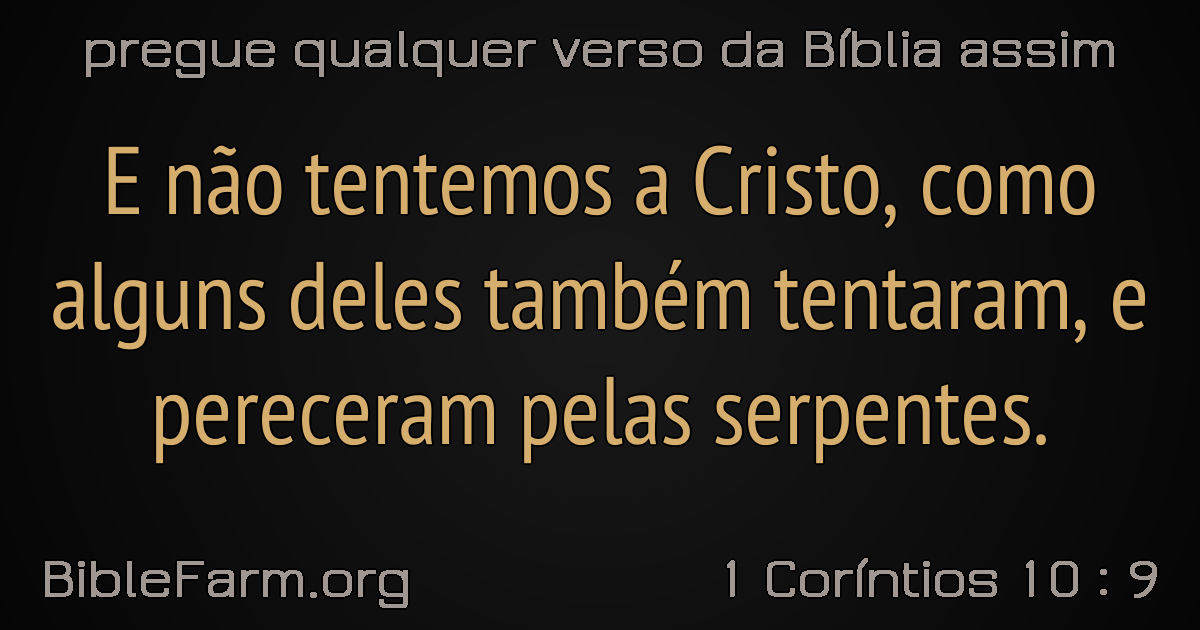 pregue qualquer verso da Bíblia assim
E não tentemos a Cristo, como
alguns deles também tentaram, e
pereceram pelas serpentes.
BibleFarm.org
1 Coríntios 10 : 9